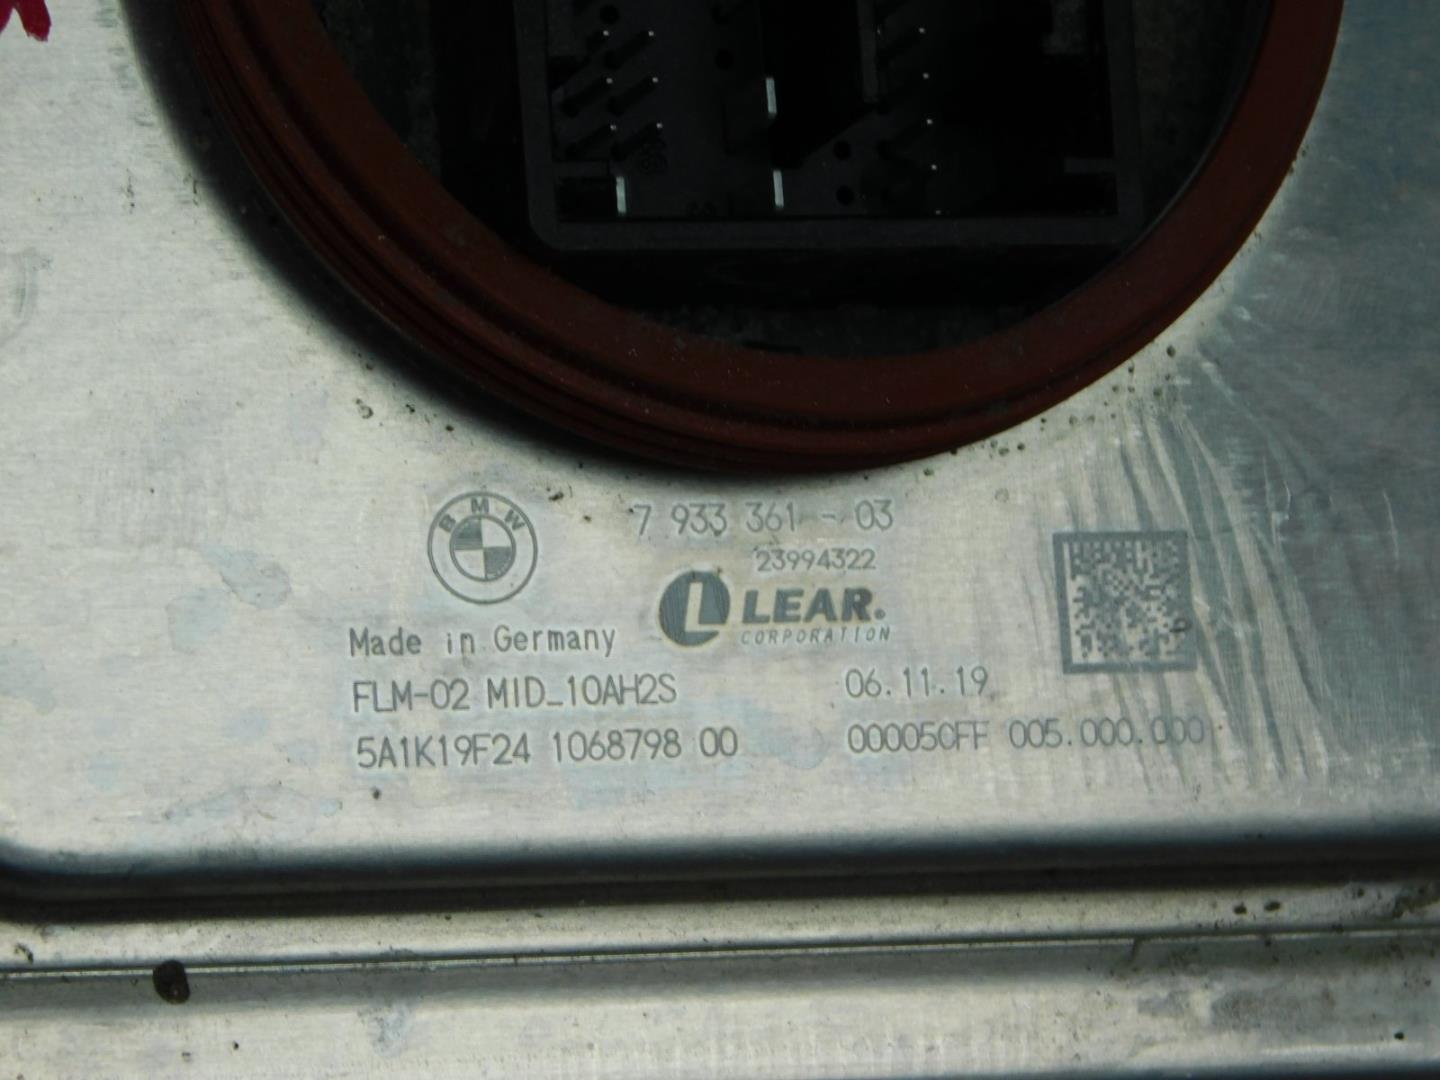 BMW
7 933 361 - 03
23994322
LEAR.
CORPORATION
Made in Germany
FLM-02 MID_10AH2S
06.11.19
5A1K19F24 1068798 00
000050FF 005.000.000